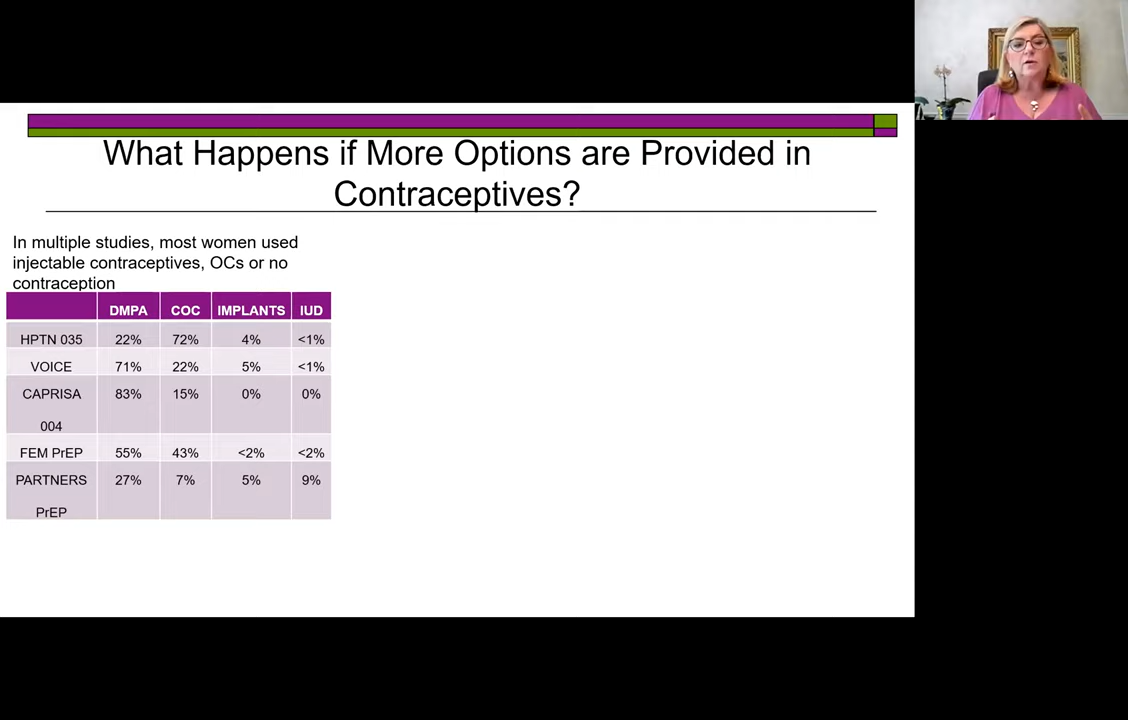 What Happens if More Options are Provided in
Contraceptives?
In multiple studies, most women used
injectable contraceptives, OCs or no
contraception
DMPA COC IMPLANTS IUD
HPTN 035 22% 72% 4% <1%
VOICE 71% 22% 5% <1%
CAPRISA 83% 15% 0% 0%
004
FEM PrEP 55% 43% <2% <2%
PARTNERS 27% 7% 5% 9%
PrEP